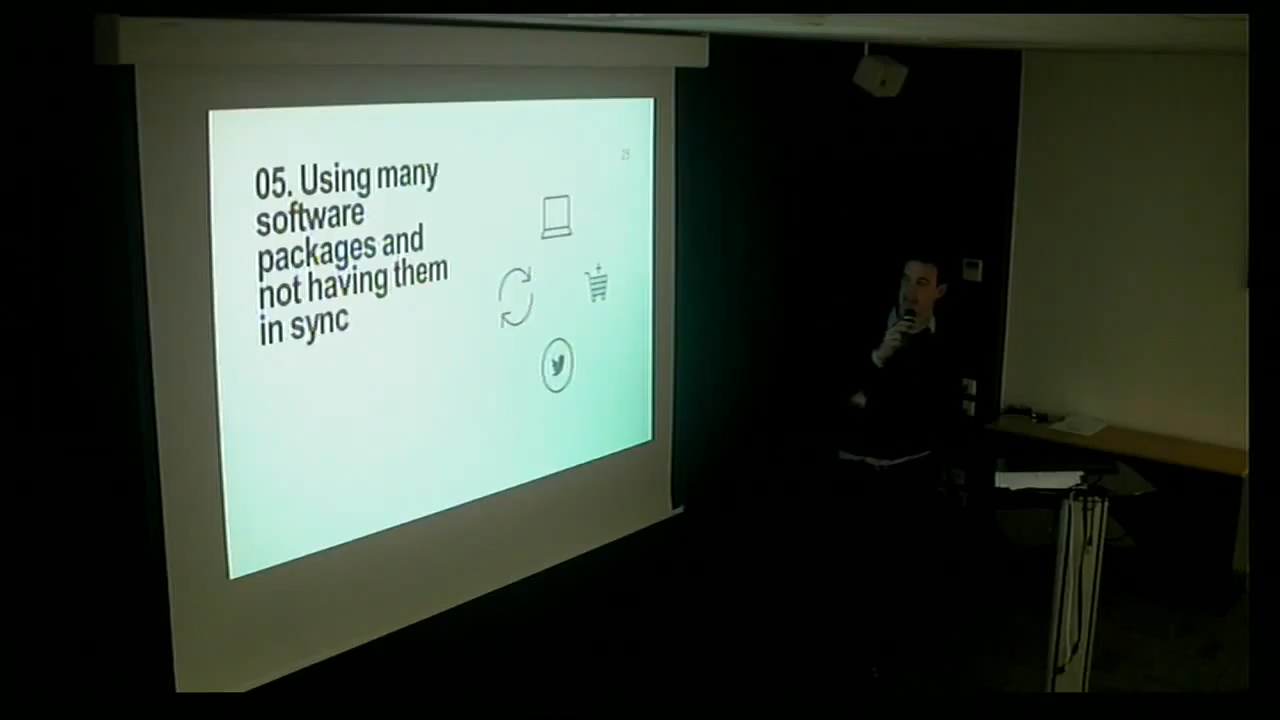 05. Using many
software
packages and
not having them
in sync